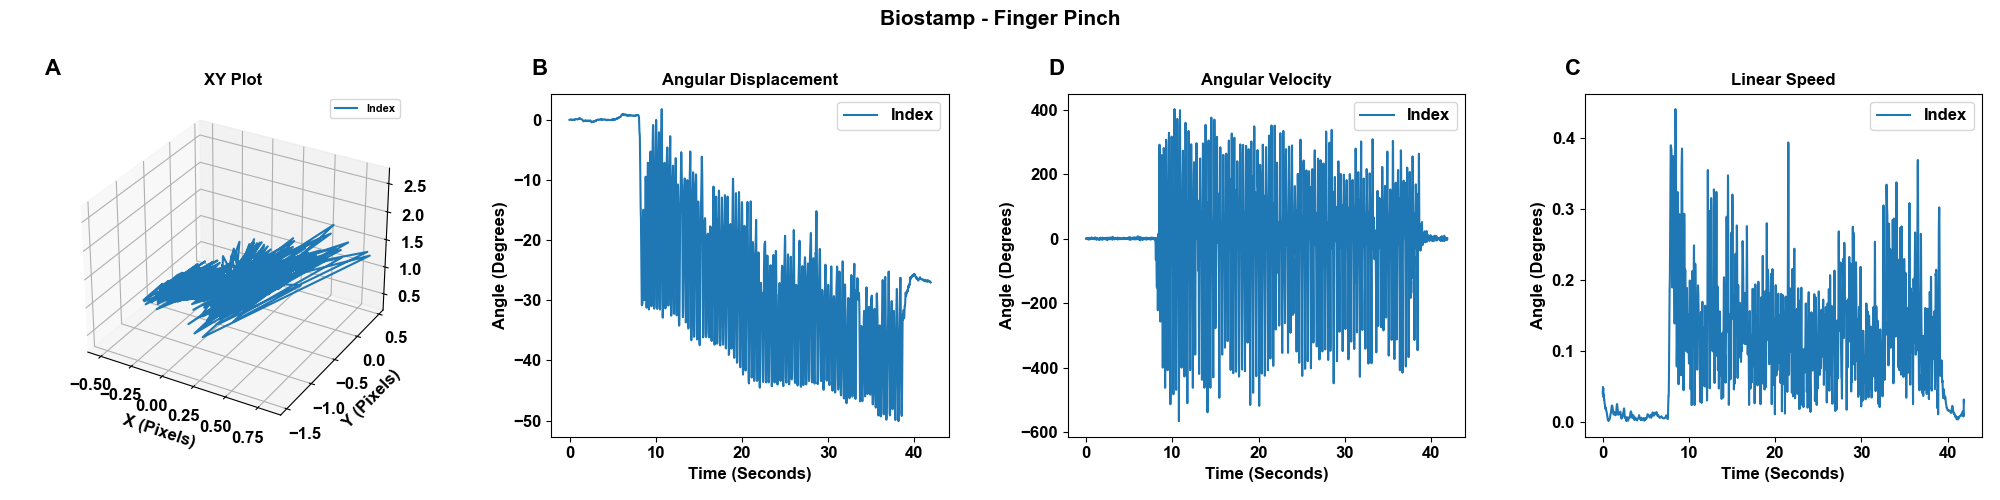 Biostamp - Finger Pinch
A
XY Plot
Index
2.5
2.0
1.5
1.0
0.5
0.5
0.0
−0.5
−1.0
−1.5
−0.50
−0.25
0.00
0.25
0.50
0.75
X (Pixels)
Y (Pixels)
B
Angular Displacement
Index
Angle (Degrees)
0
−10
−20
−30
−40
−50
0 10 20 30 40
Time (Seconds)
D
Angular Velocity
Index
Angle (Degrees)
400
200
0
−200
−400
−600
0 10 20 30 40
Time (Seconds)
C
Linear Speed
Index
Angle (Degrees)
0.4
0.3
0.2
0.1
0.0
0 10 20 30 40
Time (Seconds)